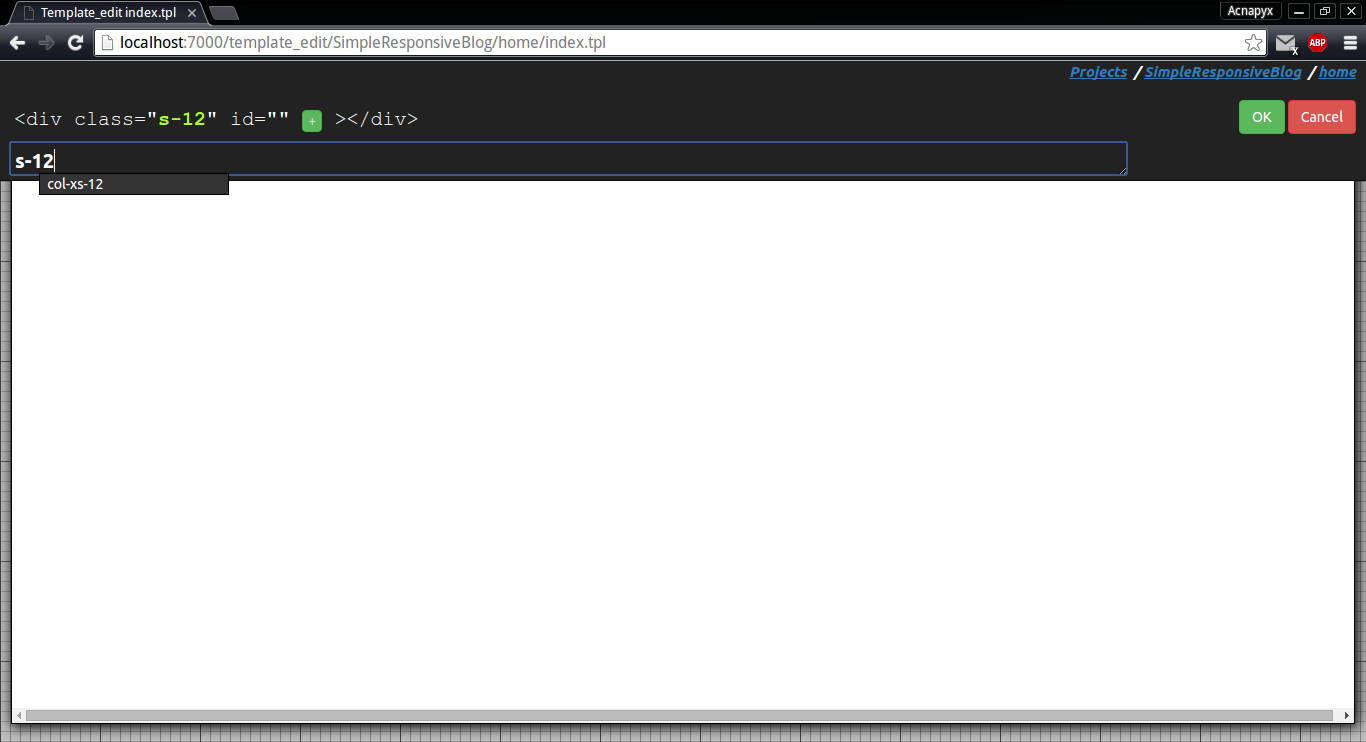 Template_edit index.tpl
Acnapyx
localhost:7000/template_edit/SimpleResponsiveBlog/home/index.tpl
x
ABP
Projects / SimpleResponsiveBlog / home
<div class="s-12" id="" + ></div>
OK Cancel
s-12
col-xs-12